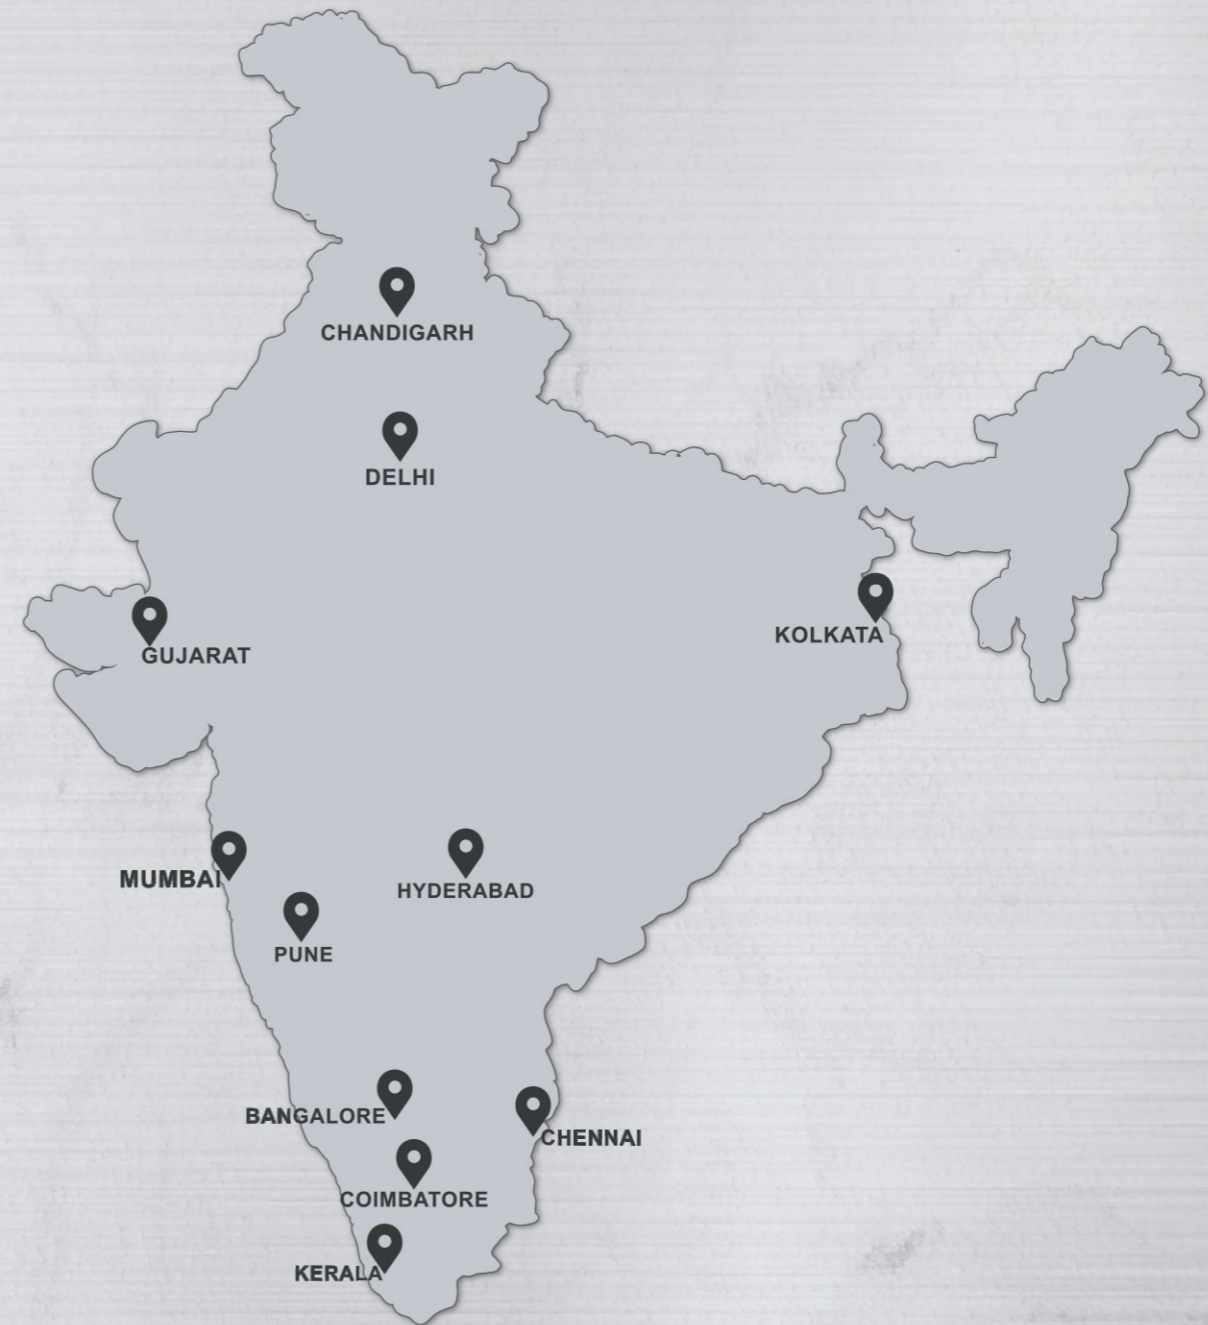 CHANDIGARH
DELHI
KOLKATA
GUJARAT
MUMBAI
HYDERABAD
PUNE
BANGALORE
CHENNAI
COIMBATORE
KERALA